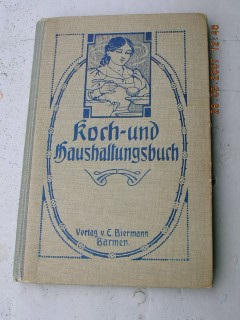 Koch- und
Haushaltungsbuch
Verlag v. C. Biermann
Barmen.